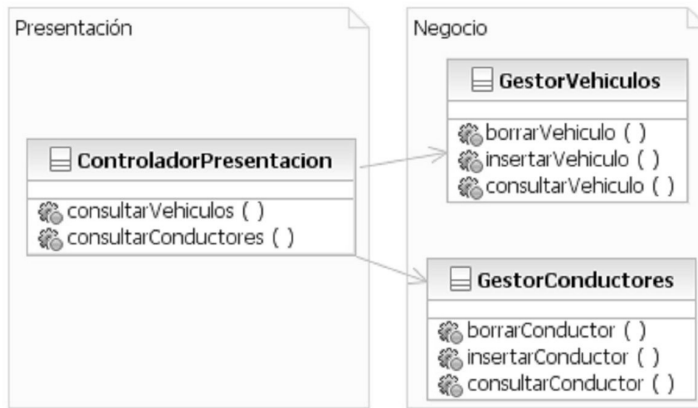 Presentación
ControladorPresentacion
consultarVehiculos ( )
consultarConductores ( )
Negocio
GestorVehiculos
borrarVehiculo ( )
insertarVehiculo ( )
consultarVehiculo ( )
GestorConductores
borrarConductor ( )
insertarConductor ( )
consultarConductor ( )